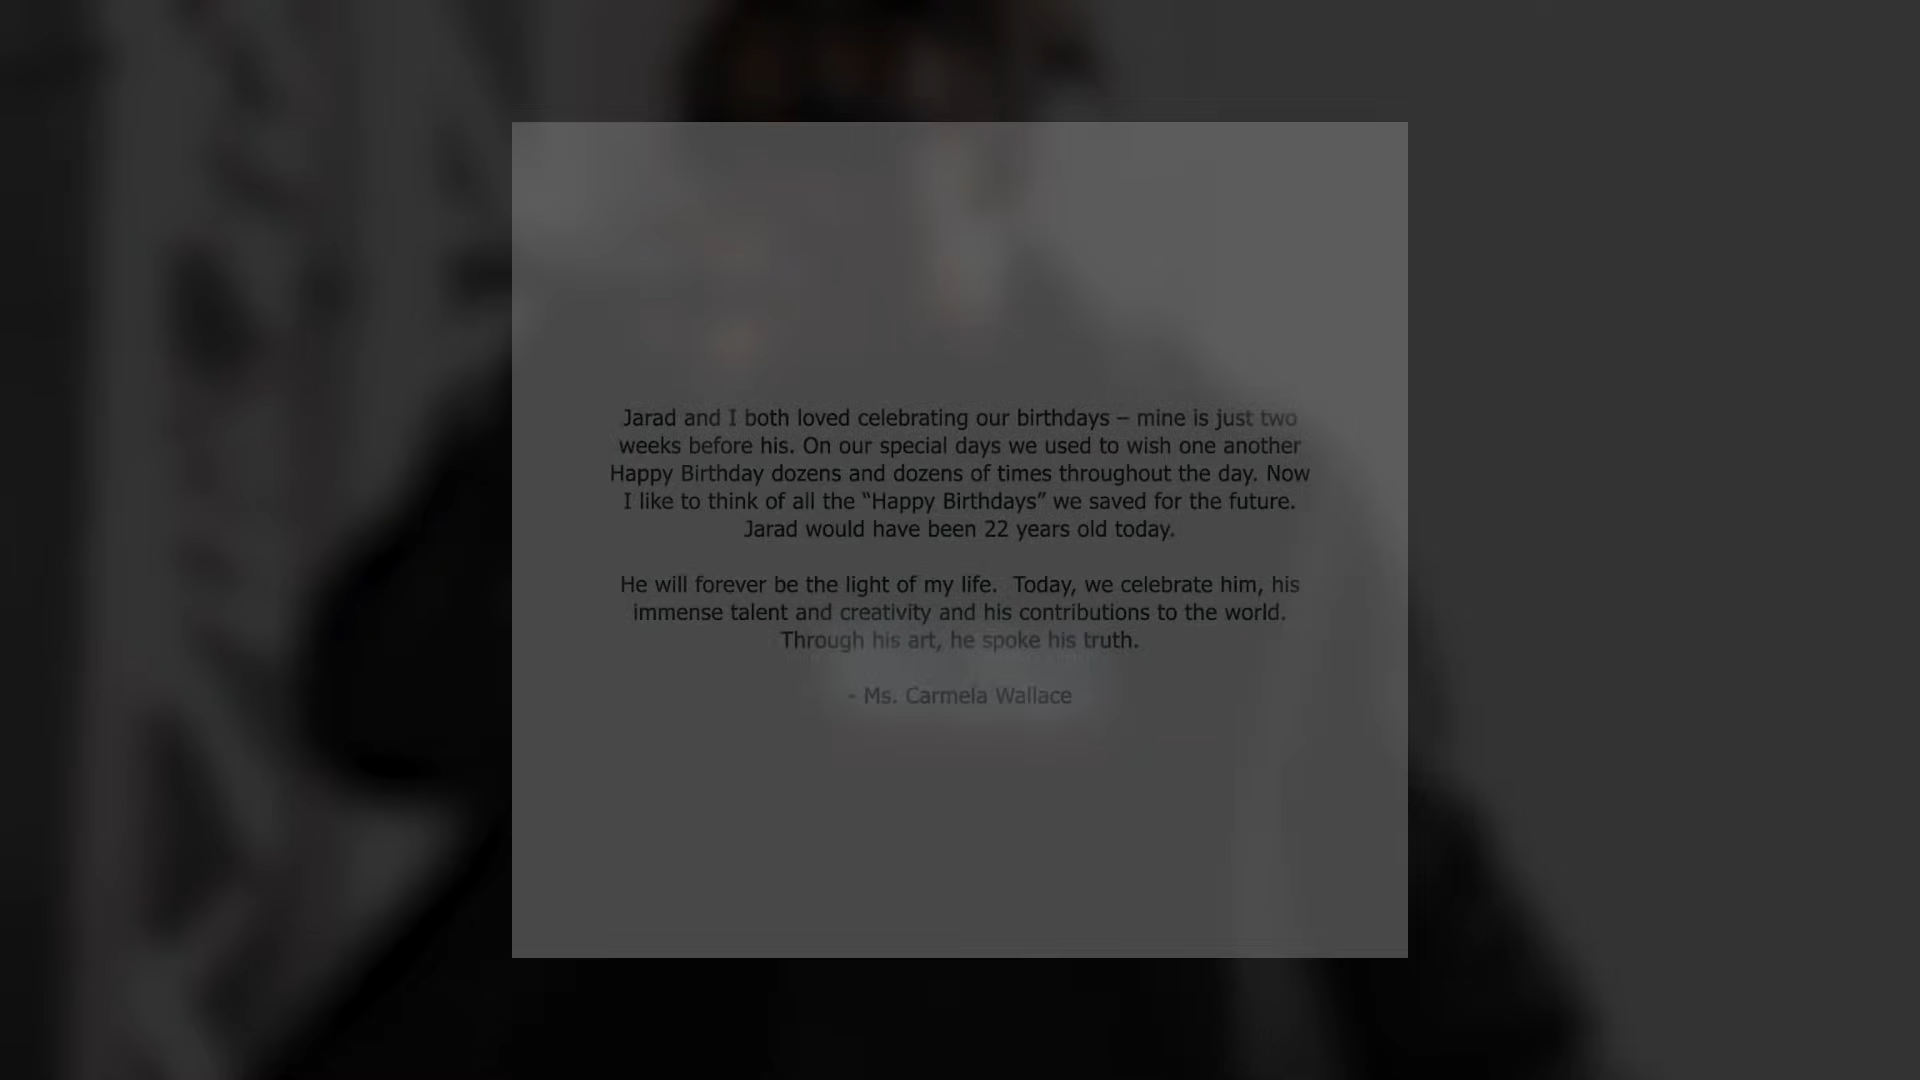 Jarad and I both loved celebrating our birthdays – mine is just two
weeks before his. On our special days we used to wish one another
Happy Birthday dozens and dozens of times throughout the day. Now
I like to think of all the “Happy Birthdays” we saved for the future.
Jarad would have been 22 years old today.
He will forever be the light of my life.  Today, we celebrate him, his
immense talent and creativity and his contributions to the world.
Through his art, he spoke his truth.
- Ms. Carmela Wallace